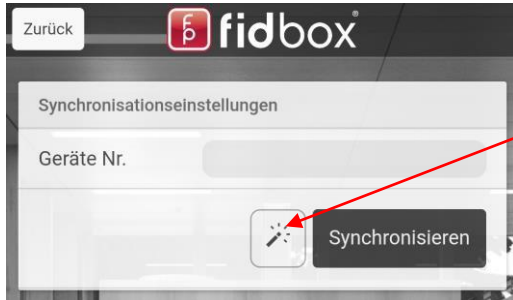 Zurück
fidbox
Synchronisationseinstellungen
Geräte Nr.
Synchronisieren